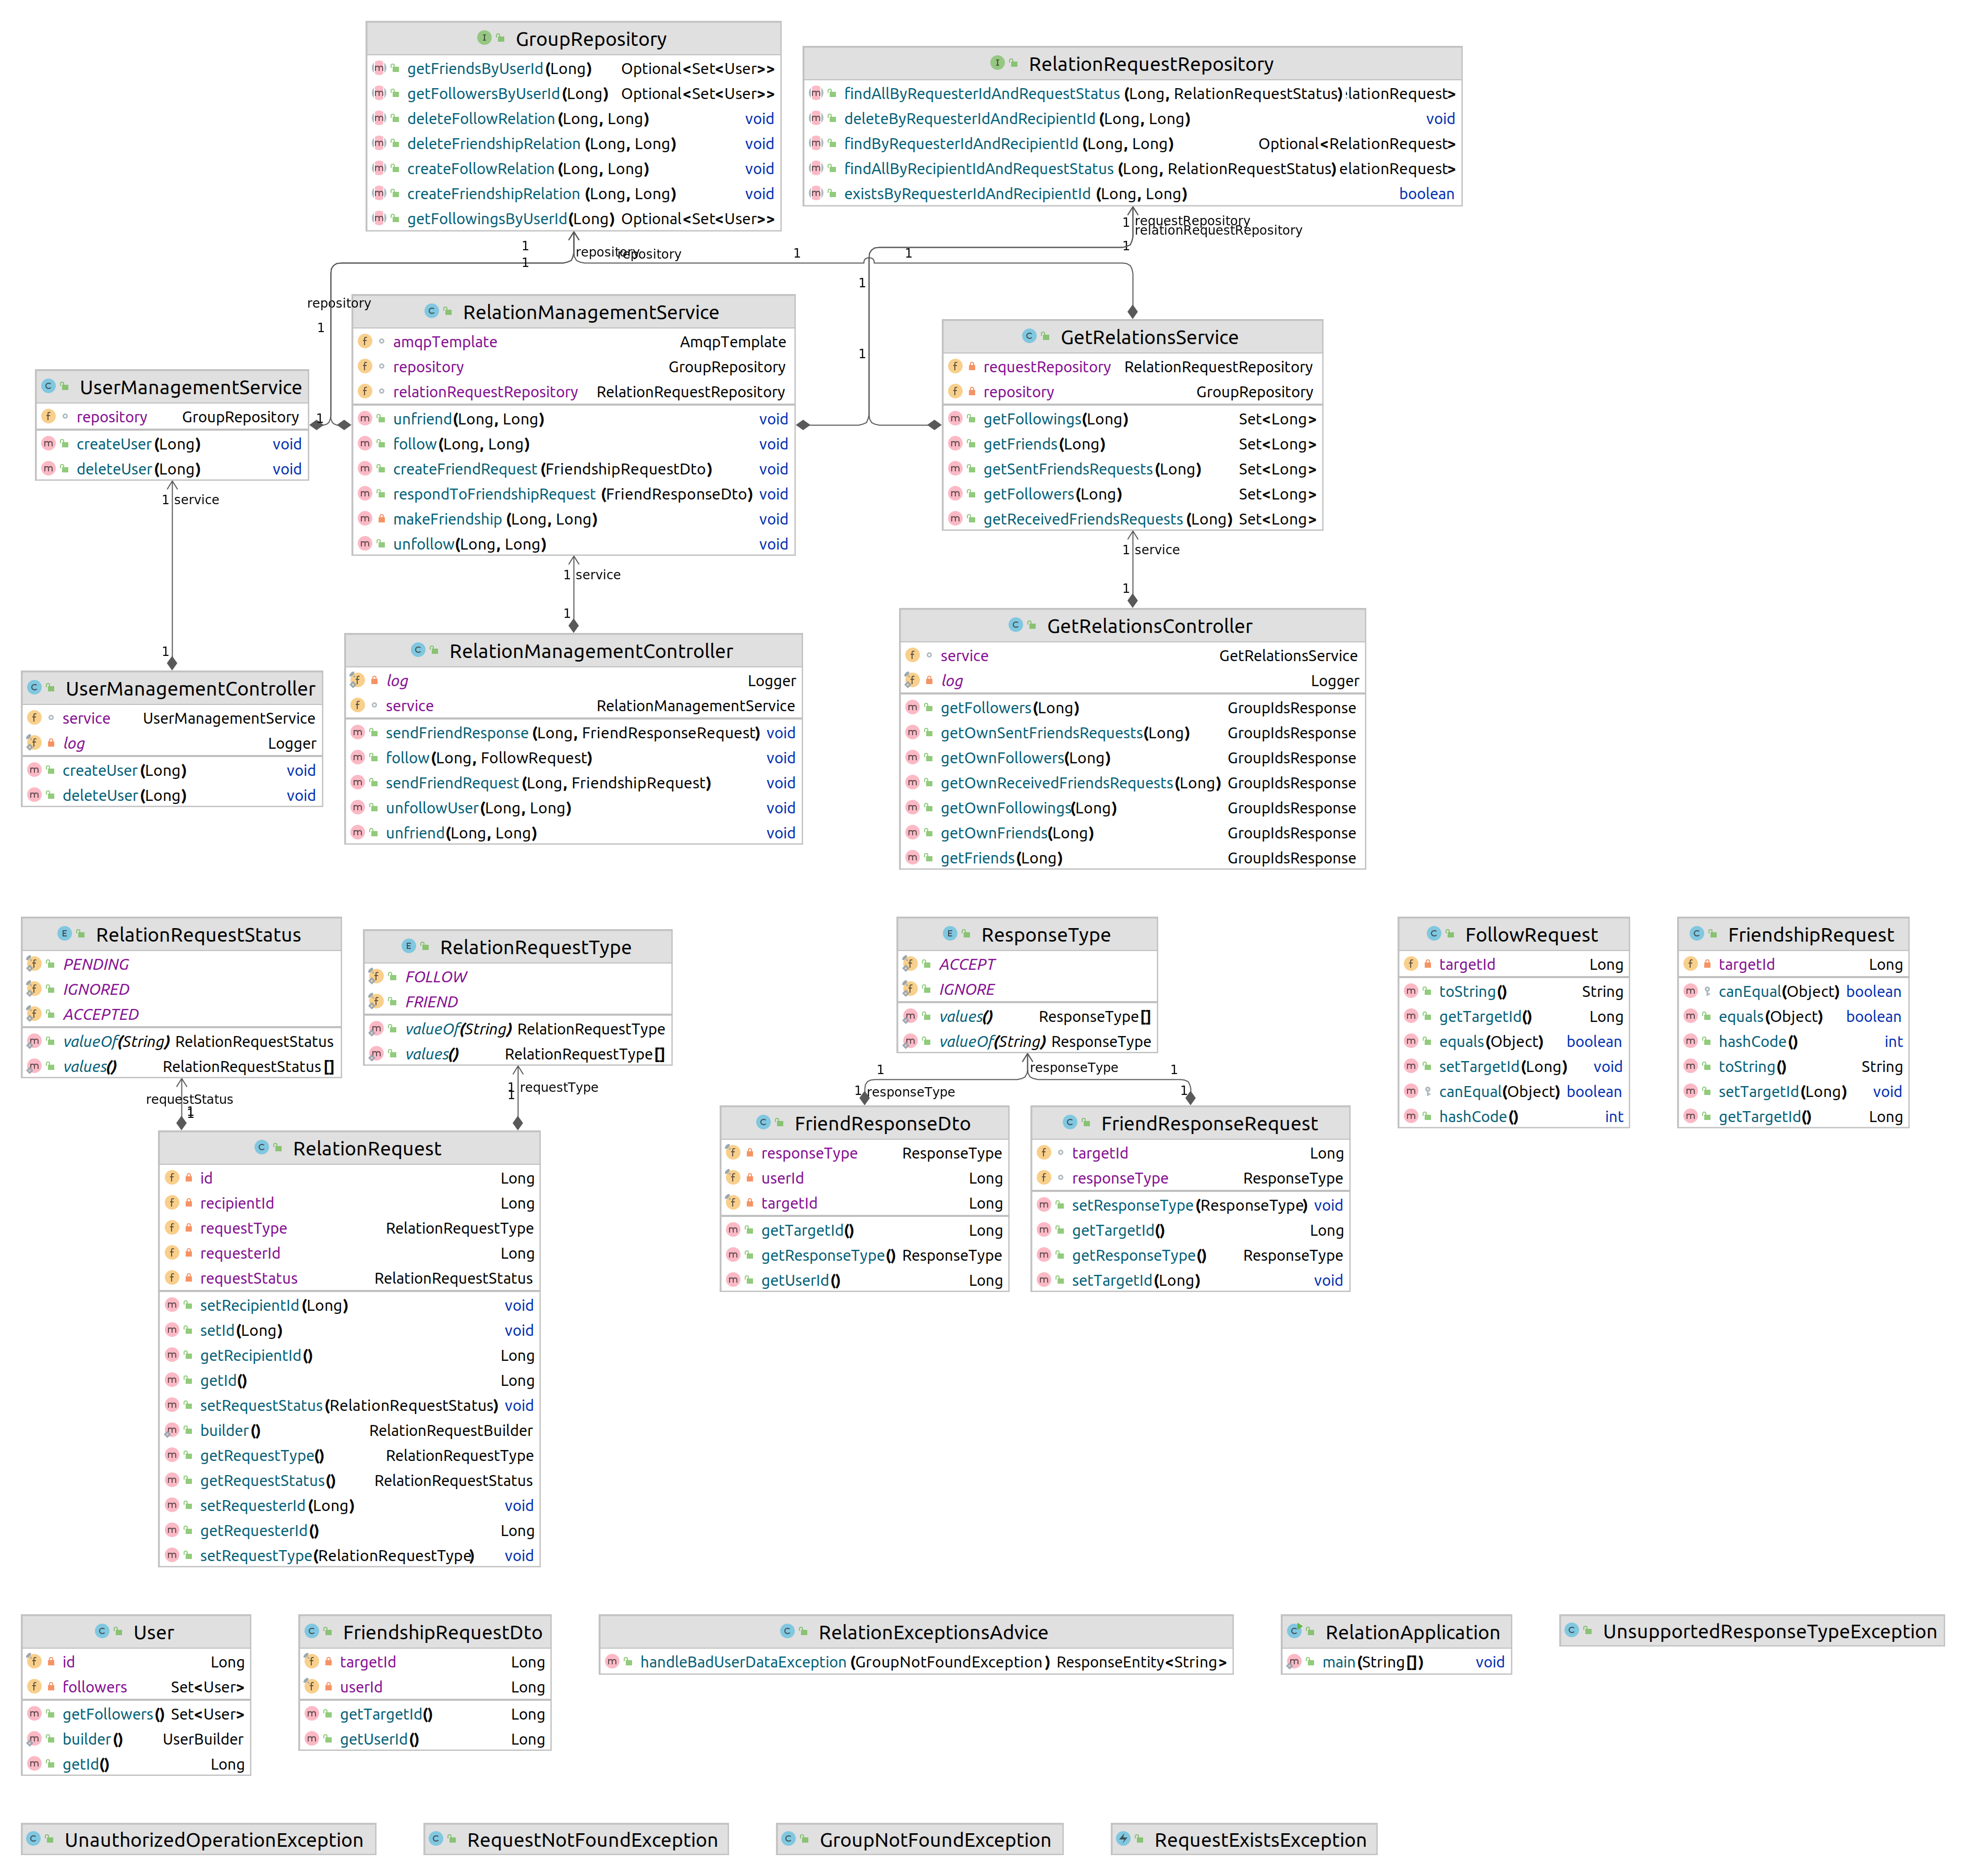 GroupRepository
getFriendsByUserId(Long) Optional<Set<User>>
getFollowersByUserId(Long) Optional<Set<User>>
deleteFollowRelation(Long, Long) void
deleteFriendshipRelation (Long, Long) void
createFollowRelation(Long, Long) void
createFriendshipRelation (Long, Long) void
getFollowingsByUserId(Long) Optional<Set<User>>
RelationRequestRepository
findAllByRequesterIdAndRequestStatus (Long, RelationRequestStatus) lationRequest>
deleteByRequesterIdAndRecipientId (Long, Long) void
findByRequesterIdAndRecipientId (Long, Long) Optional<RelationRequest>
findAllByRecipientIdAndRequestStatus (Long, RelationRequestStatus) elationRequest>
existsByRequesterIdAndRecipientId (Long, Long) boolean
1 requestRepository
relationRequestRepository
1
1
1
1
repository
repository
1
1
1
1
repository
1
1
1
RelationManagementService
amqpTemplate AmqpTemplate
repository GroupRepository
relationRequestRepository RelationRequestRepository
unfriend(Long, Long) void
follow(Long, Long) void
createFriendRequest(FriendshipRequestDto) void
respondToFriendshipRequest (FriendResponseDto) void
makeFriendship (Long, Long) void
unfollow(Long, Long) void
GetRelationsService
requestRepository RelationRequestRepository
repository GroupRepository
getFollowings(Long) Set<Long>
getFriends(Long) Set<Long>
getSentFriendsRequests(Long) Set<Long>
getFollowers(Long) Set<Long>
getReceivedFriendsRequests(Long) Set<Long>
UserManagementService
repository GroupRepository
createUser(Long) void
deleteUser(Long) void
1 service
1
1 service
1
1 service
1
UserManagementController
service UserManagementService
log Logger
createUser(Long) void
deleteUser(Long) void
RelationManagementController
log Logger
service RelationManagementService
sendFriendResponse (Long, FriendResponseRequest) void
follow(Long, FollowRequest) void
sendFriendRequest(Long, FriendshipRequest) void
unfollowUser(Long, Long) void
unfriend(Long, Long) void
GetRelationsController
service GetRelationsService
log Logger
getFollowers(Long) GroupIdsResponse
getOwnSentFriendsRequests(Long) GroupIdsResponse
getOwnFollowers(Long) GroupIdsResponse
getOwnReceivedFriendsRequests(Long) GroupIdsResponse
getOwnFollowings(Long) GroupIdsResponse
getOwnFriends(Long) GroupIdsResponse
getFriends(Long) GroupIdsResponse
RelationRequestStatus
PENDING
IGNORED
ACCEPTED
valueOf(String) RelationRequestStatus
values() RelationRequestStatus[]
RelationRequestType
FOLLOW
FRIEND
valueOf(String) RelationRequestType
values() RelationRequestType[]
ResponseType
ACCEPT
IGNORE
values() ResponseType[]
valueOf(String) ResponseType
FollowRequest
targetId Long
toString() String
getTargetId() Long
equals(Object) boolean
setTargetId(Long) void
canEqual(Object) boolean
hashCode() int
FriendshipRequest
targetId Long
canEqual(Object) boolean
equals(Object) boolean
hashCode() int
toString() String
setTargetId(Long) void
getTargetId() Long
requestStatus
1
1
1 requestType
1
responseType
1
1
1 responseType
1
RelationRequest
id Long
recipientId Long
requestType RelationRequestType
requesterId Long
requestStatus RelationRequestStatus
setRecipientId(Long) void
setId(Long) void
getRecipientId() Long
getId() Long
setRequestStatus(RelationRequestStatus) void
builder() RelationRequestBuilder
getRequestType() RelationRequestType
getRequestStatus() RelationRequestStatus
setRequesterId(Long) void
getRequesterId() Long
setRequestType(RelationRequestType) void
FriendResponseDto
responseType ResponseType
userId Long
targetId Long
getTargetId() Long
getResponseType() ResponseType
getUserId() Long
FriendResponseRequest
targetId Long
responseType ResponseType
setResponseType(ResponseType) void
getTargetId() Long
getResponseType() ResponseType
setTargetId(Long) void
User
id Long
followers Set<User>
getFollowers() Set<User>
builder() UserBuilder
getId() Long
FriendshipRequestDto
targetId Long
userId Long
getTargetId() Long
getUserId() Long
RelationExceptionsAdvice
handleBadUserDataException(GroupNotFoundException) ResponseEntity<String>
RelationApplication
main(String[]) void
UnsupportedResponseTypeException
UnauthorizedOperationException
RequestNotFoundException
GroupNotFoundException
RequestExistsException